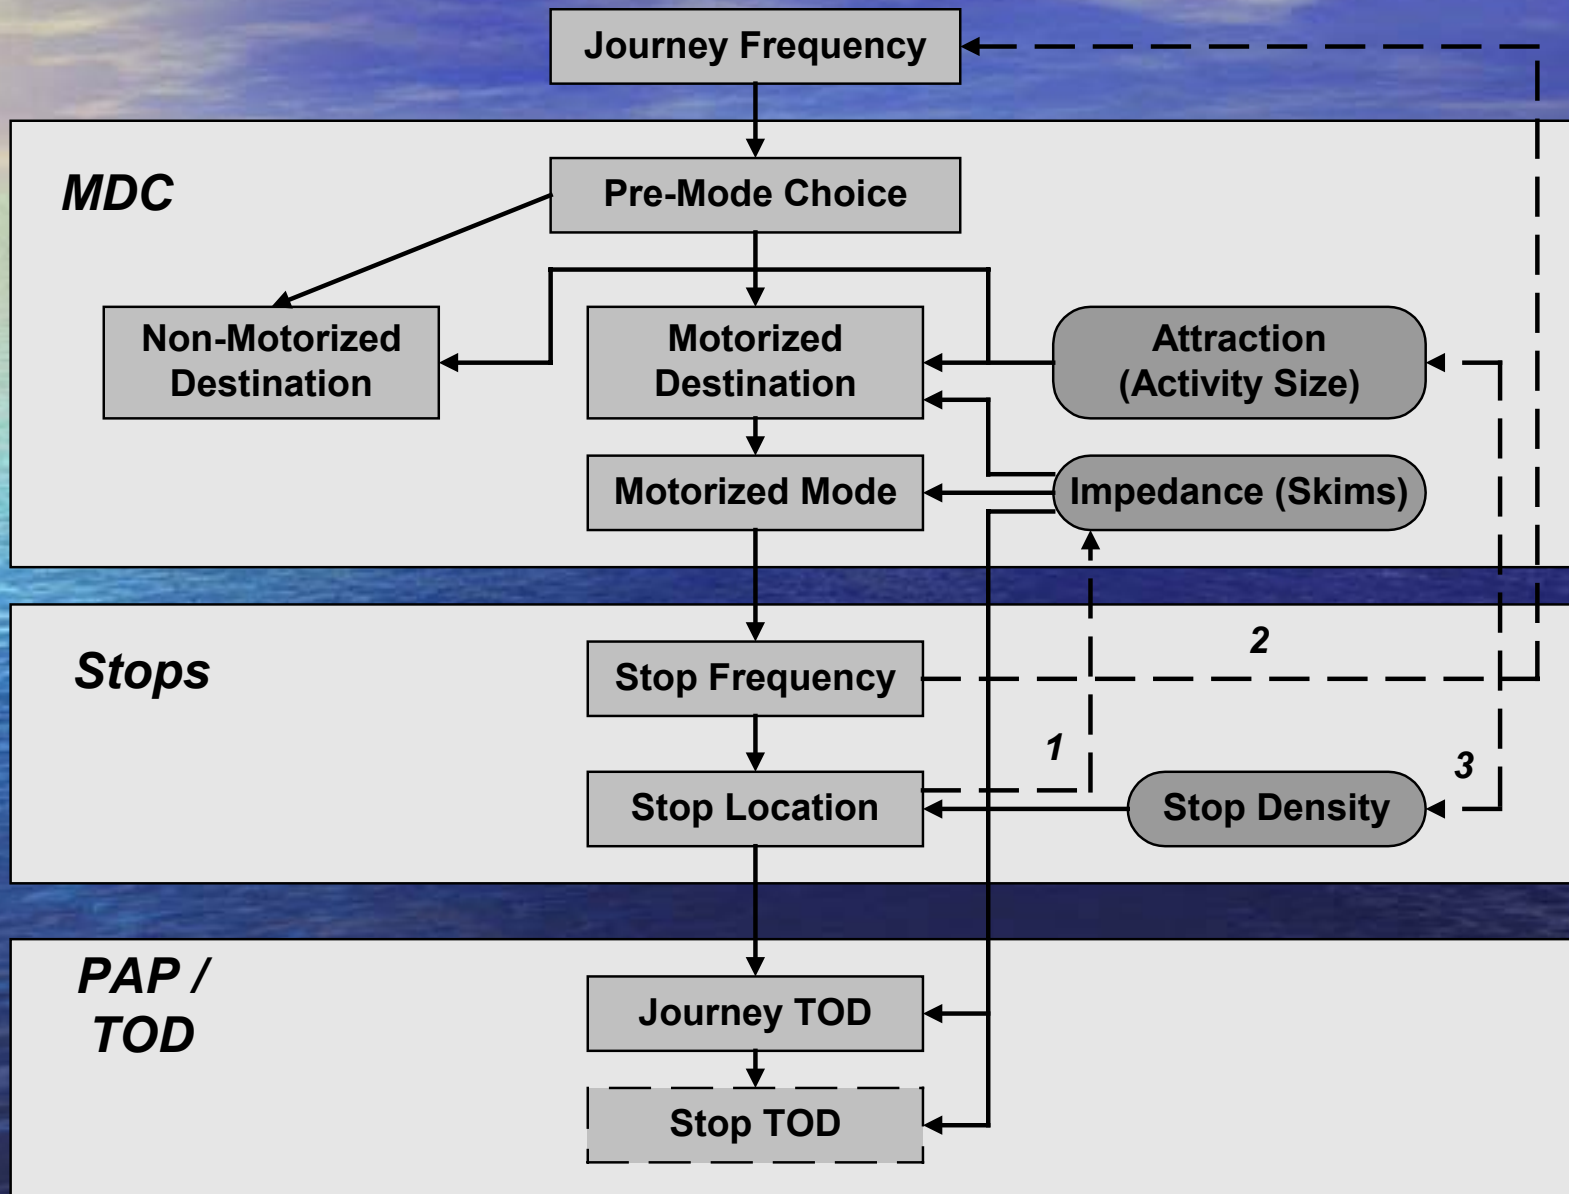 Journey Frequency
MDC
Pre-Mode Choice
Non-Motorized
Destination
Motorized
Destination
Attraction
(Activity Size)
Motorized Mode
Impedance (Skims)
Stops
Stop Frequency
2
1
3
Stop Location
Stop Density
PAP /
TOD
Journey TOD
Stop TOD